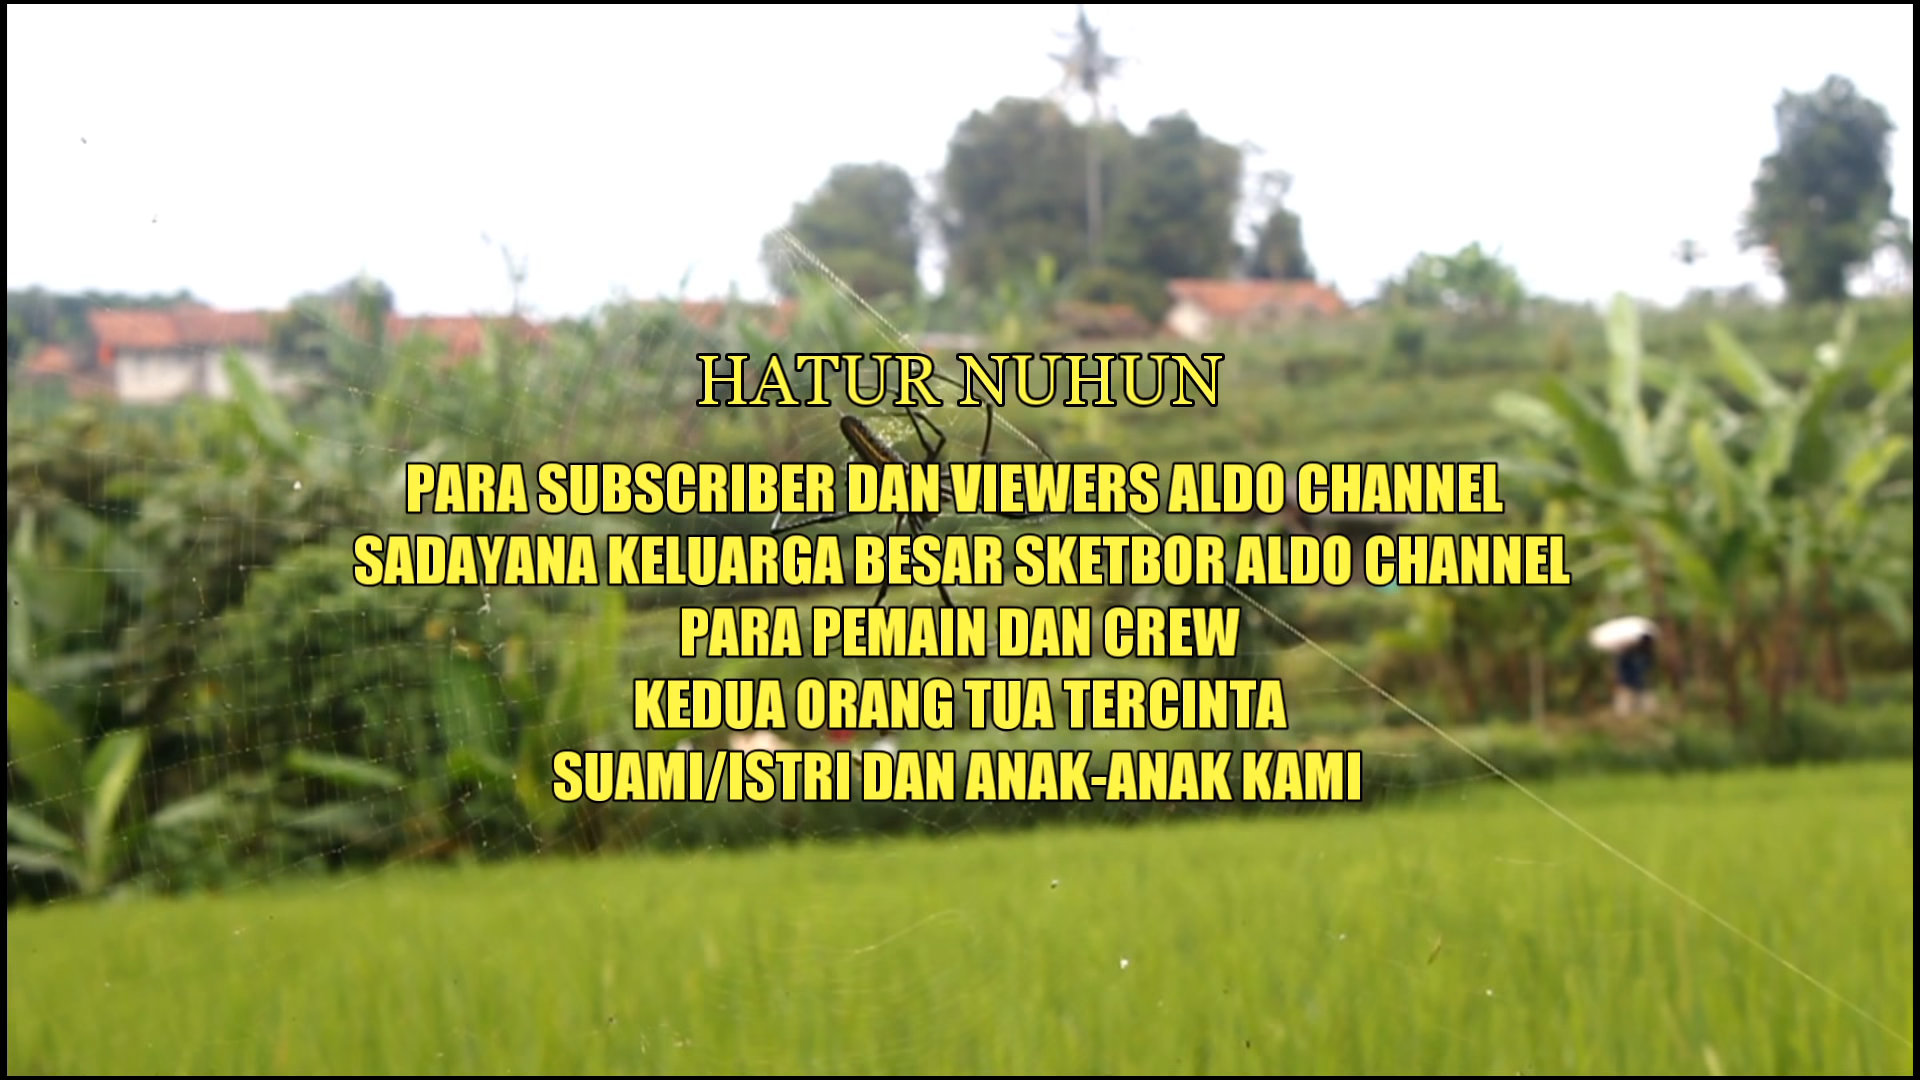 HATUR NUHUN
PARA SUBSCRIBER DAN VIEWERS ALDO CHANNEL
SADAYANA KELUARGA BESAR SKETBOR ALDO CHANNEL
PARA PEMAIN DAN CREW
KEDUA ORANG TUA TERCINTA
SUAMI/ISTRI DAN ANAK-ANAK KAMI